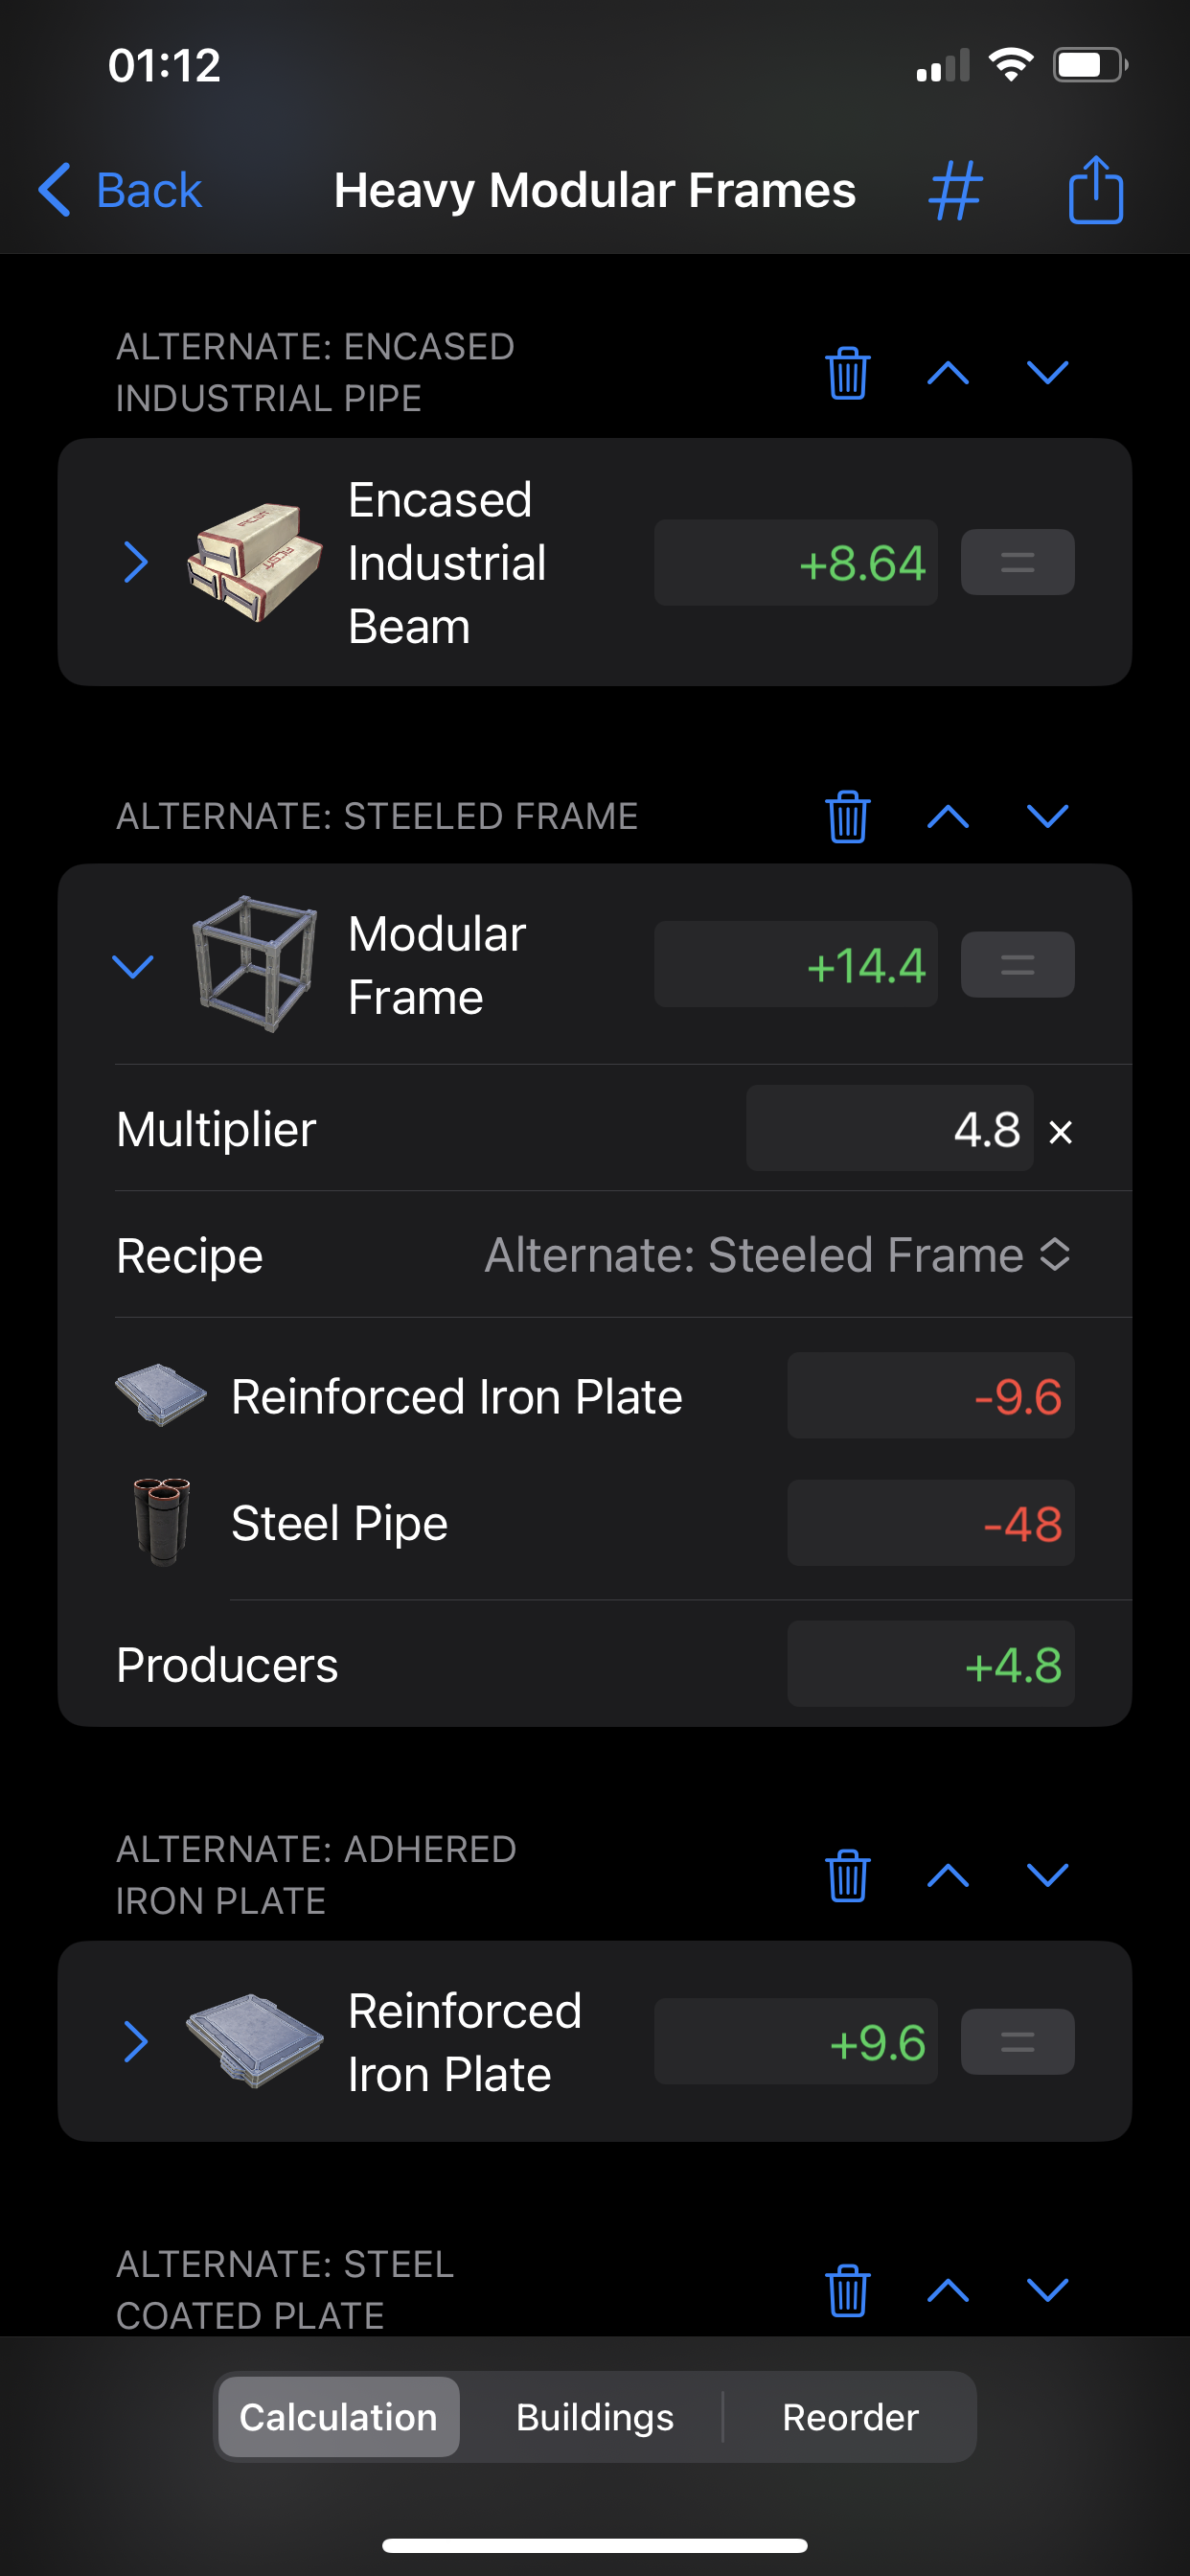 01:12
Back
Heavy Modular Frames
#
ALTERNATE: ENCASED
INDUSTRIAL PIPE
Encased
Industrial
Beam
+8.64
=
ALTERNATE: STEELED FRAME
Modular
Frame
+14.4
=
Multiplier
4.8 ×
Recipe
Alternate: Steeled Frame
Reinforced Iron Plate
-9.6
Steel Pipe
-48
Producers
+4.8
ALTERNATE: ADHERED
IRON PLATE
Reinforced
Iron Plate
+9.6
=
ALTERNATE: STEEL
COATED PLATE
Calculation
Buildings
Reorder